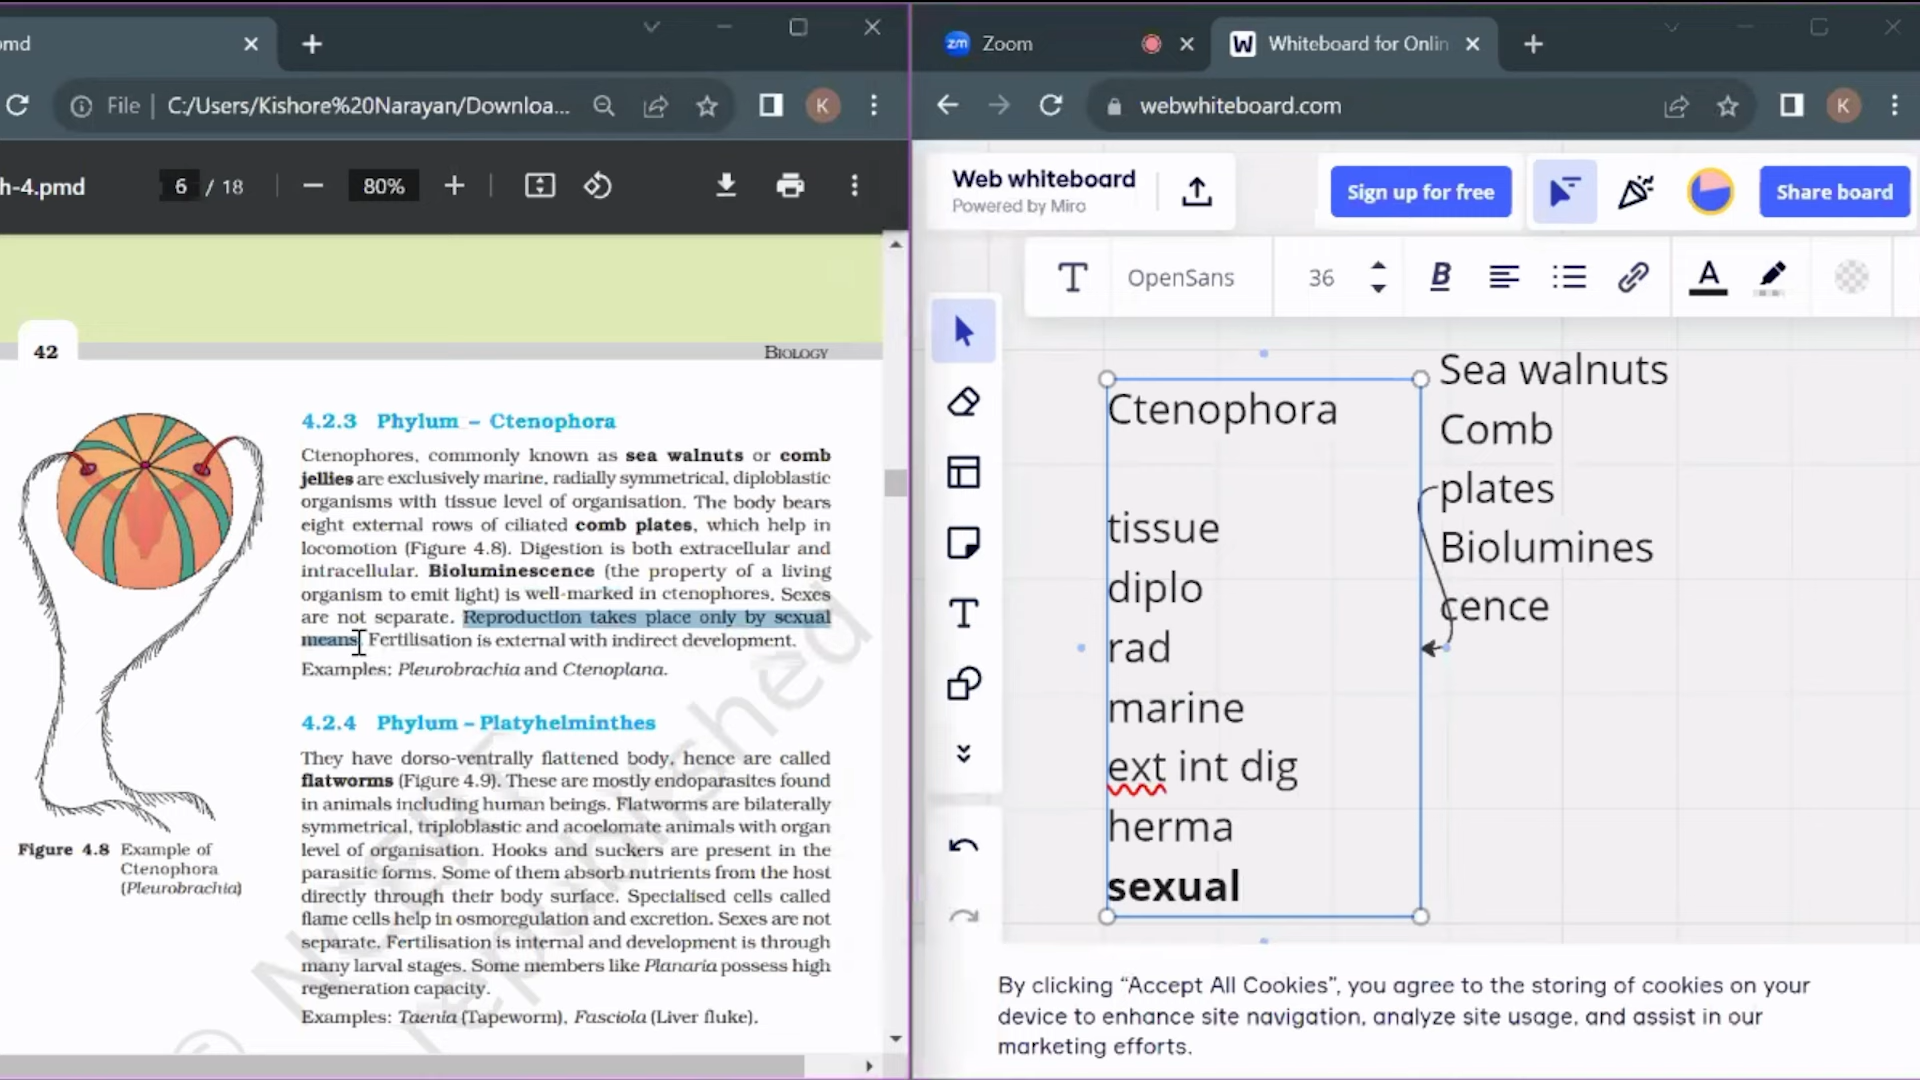 omd
File
C:/Users/Kishore%20Narayan/Downloa...
K
h-4.pmd
6 / 18
80%
42
BIOLOGY
4.2.3 Phylum – Ctenophora
Ctenophores, commonly known as sea walnuts or comb
jellies are exclusively marine, radially symmetrical, diploblastic
organisms with tissue level of organisation. The body bears
eight external rows of ciliated comb plates, which help in
locomotion (Figure 4.8). Digestion is both extracellular and
intracellular. Bioluminescence (the property of a living
organism to emit light) is well-marked in ctenophores. Sexes
are not separate. Reproduction takes place only by sexual
means. Fertilisation is external with indirect development.
Examples: Pleurobrachia and Ctenoplana.
4.2.4 Phylum – Platyhelminthes
They have dorso-ventrally flattened body, hence are called
flatworms (Figure 4.9). These are mostly endoparasites found
in animals including human beings. Flatworms are bilaterally
symmetrical, triploblastic and acoelomate animals with organ
level of organisation. Hooks and suckers are present in the
parasitic forms. Some of them absorb nutrients from the host
directly through their body surface. Specialised cells called
flame cells help in osmoregulation and excretion. Sexes are not
separate. Fertilisation is internal and development is through
many larval stages. Some members like Planaria possess high
regeneration capacity.
Examples: Taenia (Tapeworm), Fasciola (Liver fluke).
Figure 4.8 Example of
Ctenophora
(Pleurobrachia)
© NCERT
republished
zm Zoom
W Whiteboard for Onlin
webwhiteboard.com
K
Web whiteboard
Powered by Miro
Sign up for free
Share board
OpenSans
36
B
A
Ctenophora
tissue
diplo
rad
marine
ext int dig
herma
sexual
Sea walnuts
Comb
plates
Biolumines
cence
By clicking “Accept All Cookies”, you agree to the storing of cookies on your
device to enhance site navigation, analyze site usage, and assist in our
marketing efforts.